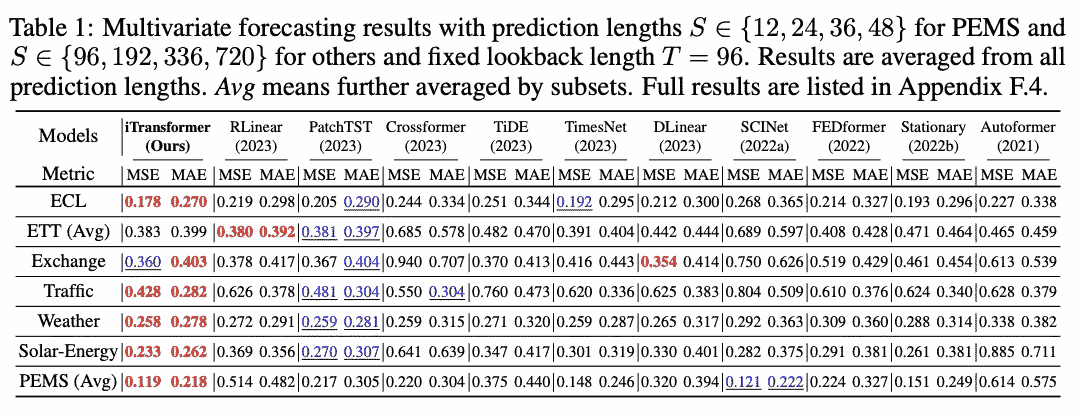 Table 1: Multivariate forecasting results with prediction lengths S ∈ {12, 24, 36, 48} for PEMS and
S ∈ {96, 192, 336, 720} for others and fixed lookback length T = 96. Results are averaged from all
prediction lengths. Avg means further averaged by subsets. Full results are listed in Appendix F.4.
Models iTransformer RLinear PatchTST Crossformer TiDE TimesNet DLinear SCINet FEDformer Stationary Autoformer
(Ours) (2023) (2023) (2023) (2023) (2023) (2023) (2022a) (2022) (2022b) (2021)
Metric MSE MAE MSE MAE MSE MAE MSE MAE MSE MAE MSE MAE MSE MAE MSE MAE MSE MAE MSE MAE MSE MAE
ECL 0.178 0.270 0.219 0.298 0.205 0.290 0.244 0.334 0.251 0.344 0.192 0.295 0.212 0.300 0.268 0.365 0.214 0.327 0.193 0.296 0.227 0.338
ETT (Avg) 0.383 0.399 0.380 0.392 0.381 0.397 0.685 0.578 0.482 0.470 0.391 0.404 0.442 0.444 0.689 0.597 0.408 0.428 0.471 0.464 0.465 0.459
Exchange 0.360 0.403 0.378 0.417 0.367 0.404 0.940 0.707 0.370 0.413 0.416 0.443 0.354 0.414 0.750 0.626 0.519 0.429 0.461 0.454 0.613 0.539
Traffic 0.428 0.282 0.626 0.378 0.481 0.304 0.550 0.304 0.760 0.473 0.620 0.336 0.625 0.383 0.804 0.509 0.610 0.376 0.624 0.340 0.628 0.379
Weather 0.258 0.278 0.272 0.291 0.259 0.281 0.259 0.315 0.271 0.320 0.259 0.287 0.265 0.317 0.292 0.363 0.309 0.360 0.288 0.314 0.338 0.382
Solar-Energy 0.233 0.262 0.369 0.356 0.270 0.307 0.641 0.639 0.347 0.417 0.301 0.319 0.330 0.401 0.282 0.375 0.291 0.381 0.261 0.381 0.885 0.711
PEMS (Avg) 0.119 0.218 0.514 0.482 0.217 0.305 0.220 0.304 0.375 0.440 0.148 0.246 0.320 0.394 0.121 0.222 0.224 0.327 0.151 0.249 0.614 0.575